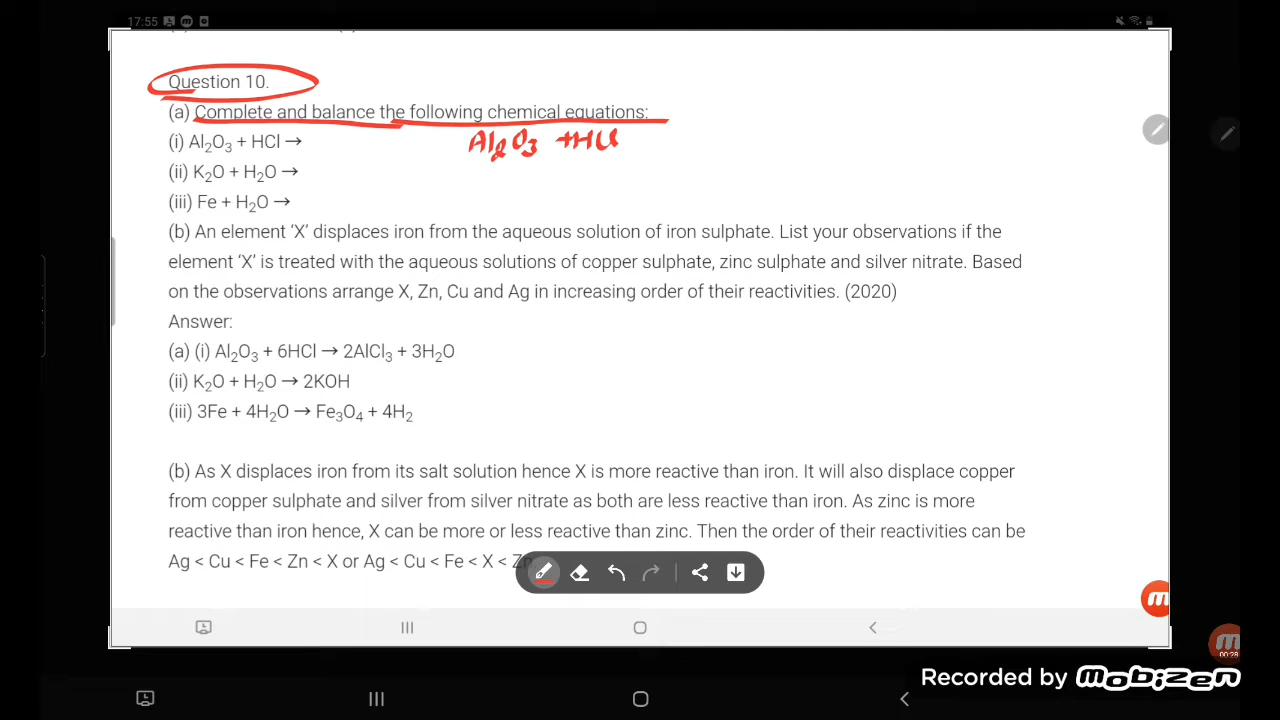 17:55
Question 10.
(a) Complete and balance the following chemical equations:
(i) Al₂O₃ + HCl →
Al₂O₃ + HCl
(ii) K₂O + H₂O →
(iii) Fe + H₂O →
(b) An element ‘X’ displaces iron from the aqueous solution of iron sulphate. List your observations if the
element ‘X’ is treated with the aqueous solutions of copper sulphate, zinc sulphate and silver nitrate. Based
on the observations arrange X, Zn, Cu and Ag in increasing order of their reactivities. (2020)
Answer:
(a) (i) Al₂O₃ + 6HCl → 2AlCl₃ + 3H₂O
(ii) K₂O + H₂O → 2KOH
(iii) 3Fe + 4H₂O → Fe₃O₄ + 4H₂
(b) As X displaces iron from its salt solution hence X is more reactive than iron. It will also displace copper
from copper sulphate and silver from silver nitrate as both are less reactive than iron. As zinc is more
reactive than iron hence, X can be more or less reactive than zinc. Then the order of their reactivities can be
Ag < Cu < Fe < Zn < X or Ag < Cu < Fe < X < Zn
00:28
Recorded by mobizen